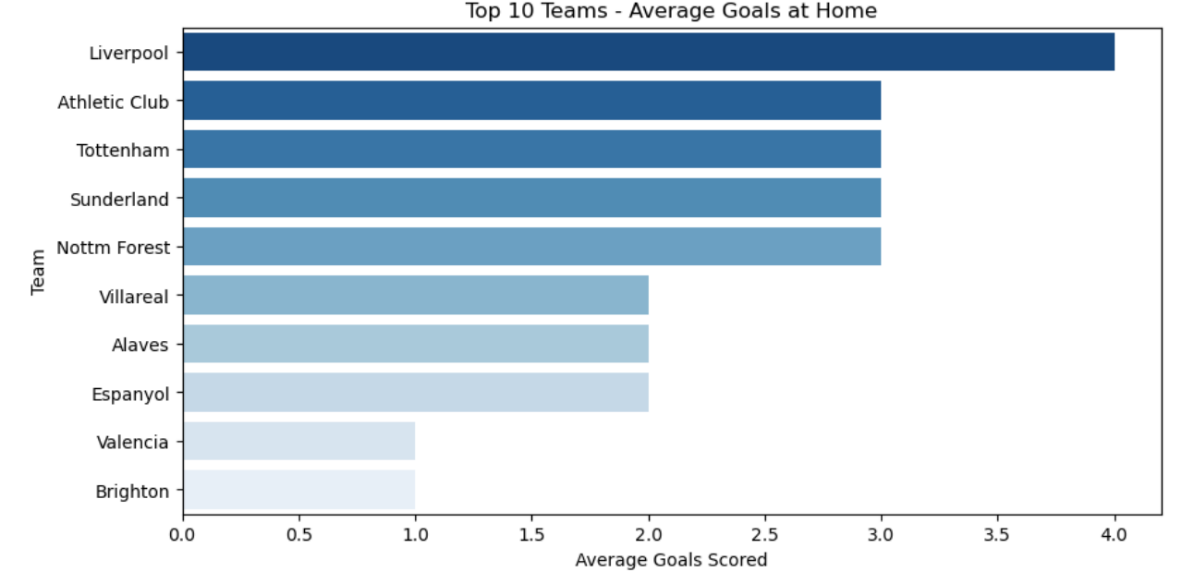 Top 10 Teams - Average Goals at Home
Team
Liverpool
Athletic Club
Tottenham
Sunderland
Nottm Forest
Villareal
Alaves
Espanyol
Valencia
Brighton
0.0 0.5 1.0 1.5 2.0 2.5 3.0 3.5 4.0
Average Goals Scored